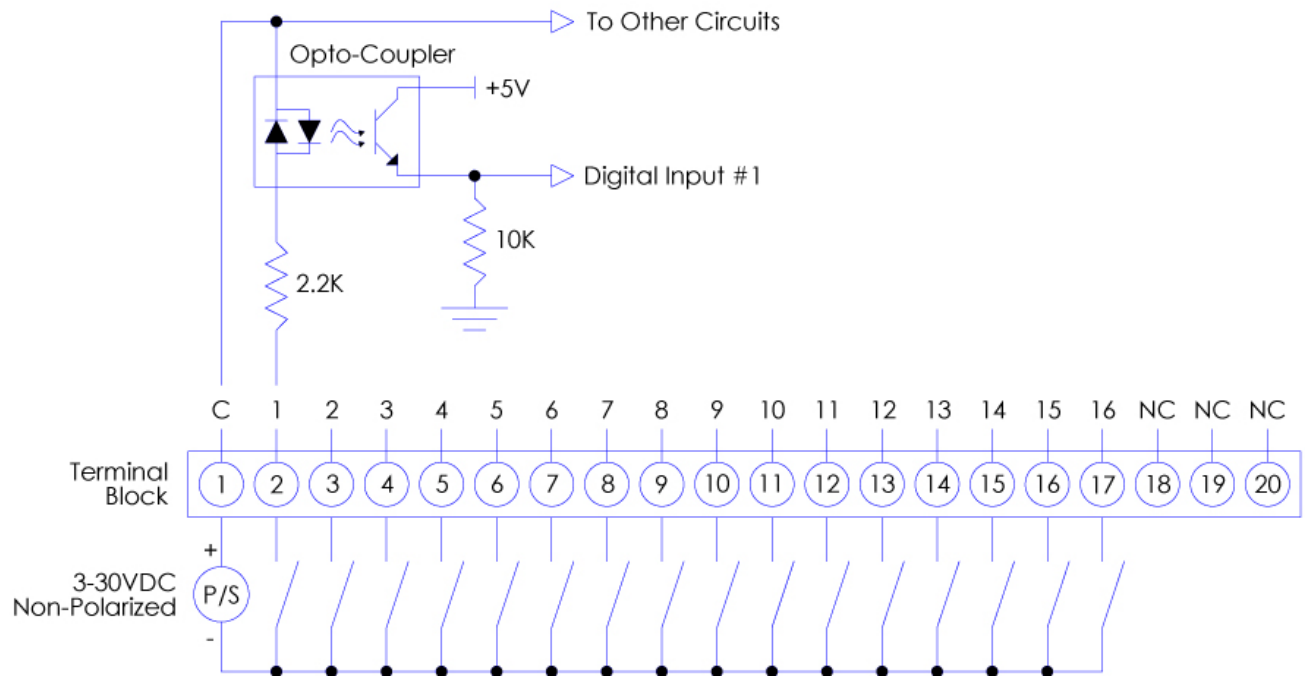 To Other Circuits
Opto-Coupler
+5V
Digital Input #1
10K
2.2K
C 1 2 3 4 5 6 7 8 9 10 11 12 13 14 15 16 NC NC NC
Terminal
Block
1 2 3 4 5 6 7 8 9 10 11 12 13 14 15 16 17 18 19 20
+
3-30VDC
Non-Polarized
P/S
-